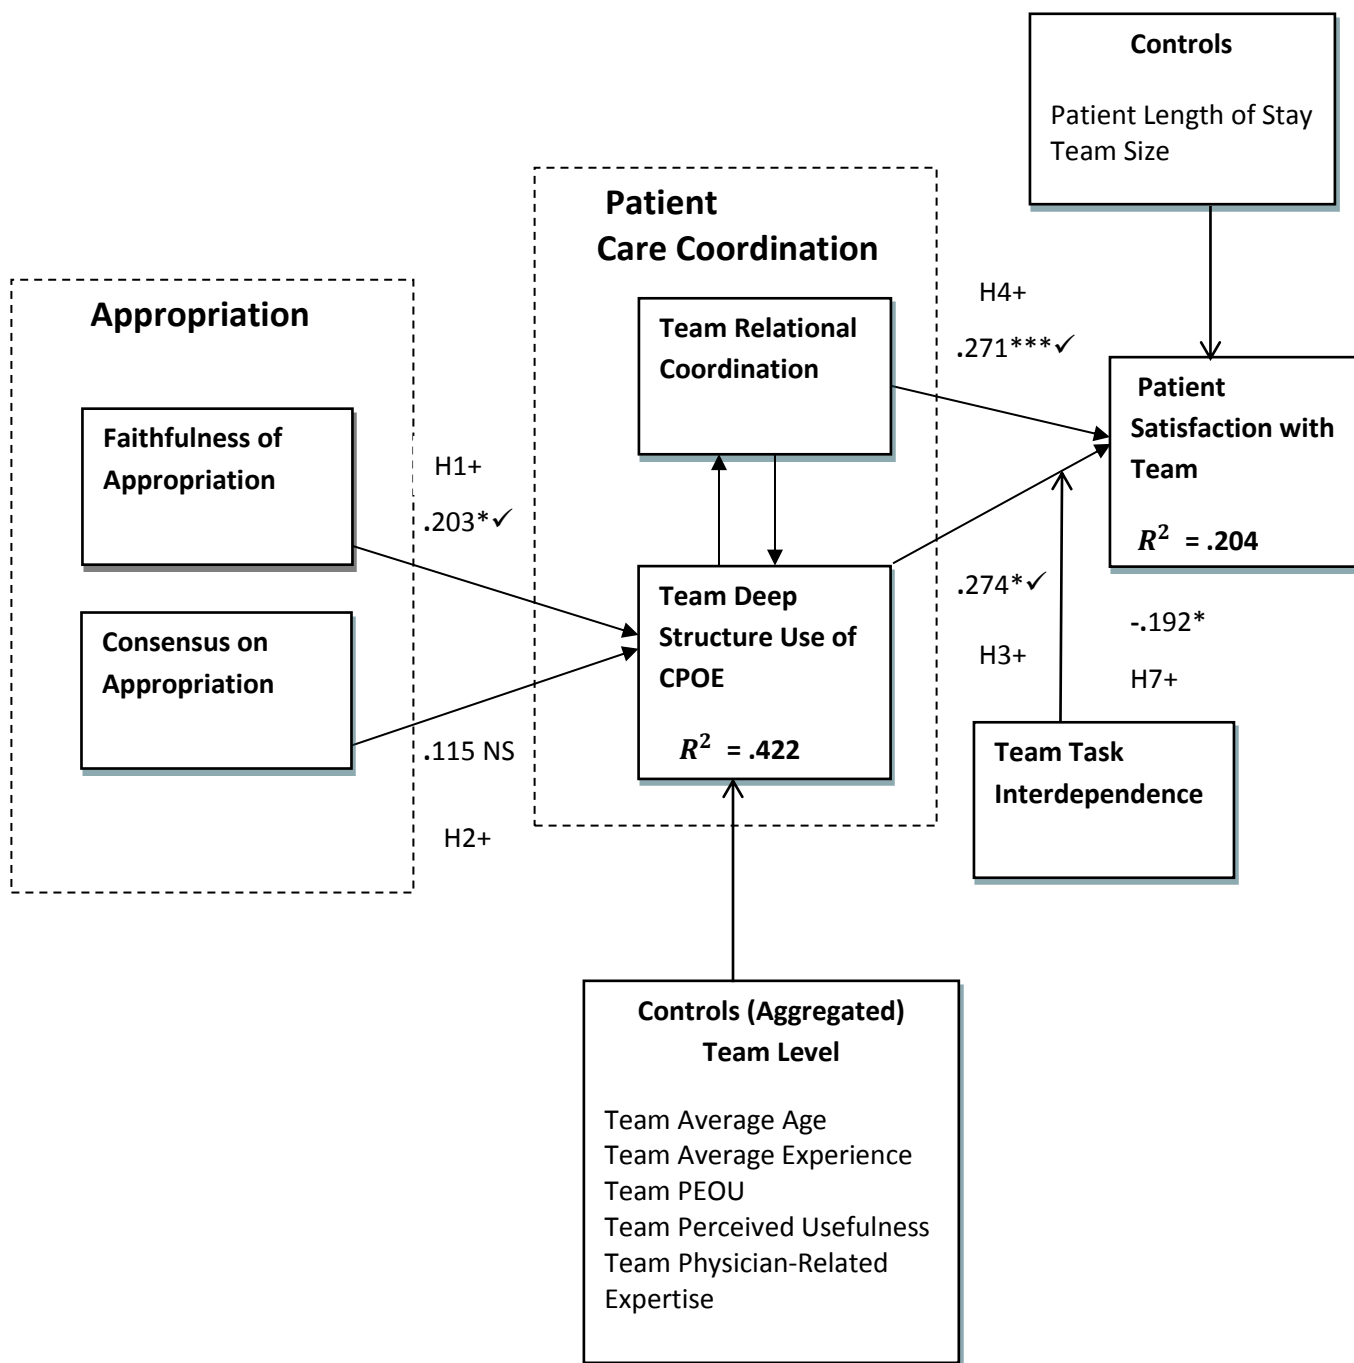 Controls
Patient Length of Stay
Team Size
Patient
Care Coordination
Appropriation
H4+
.271***✓
Team Relational
Coordination
Patient
Satisfaction with
Team
R² = .204
Faithfulness of
Appropriation
H1+
.203*✓
Consensus on
Appropriation
Team Deep
Structure Use of
CPOE
R² = .422
.274*✓
H3+
-.192*
H7+
.115 NS
H2+
Team Task
Interdependence
Controls (Aggregated)
Team Level
Team Average Age
Team Average Experience
Team PEOU
Team Perceived Usefulness
Team Physician-Related
Expertise